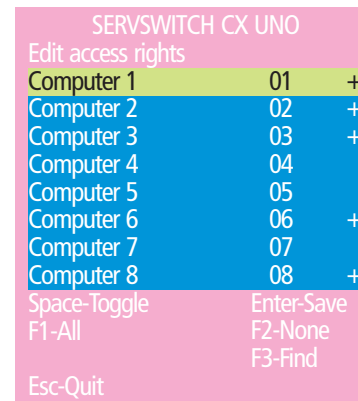 SERVSWITCH CX UNO
Edit access rights
Computer 1 01 +
Computer 2 02 +
Computer 3 03 +
Computer 4 04
Computer 5 05
Computer 6 06 +
Computer 7 07
Computer 8 08 +
Space-Toggle Enter-Save
F1-All F2-None
F3-Find
Esc-Quit